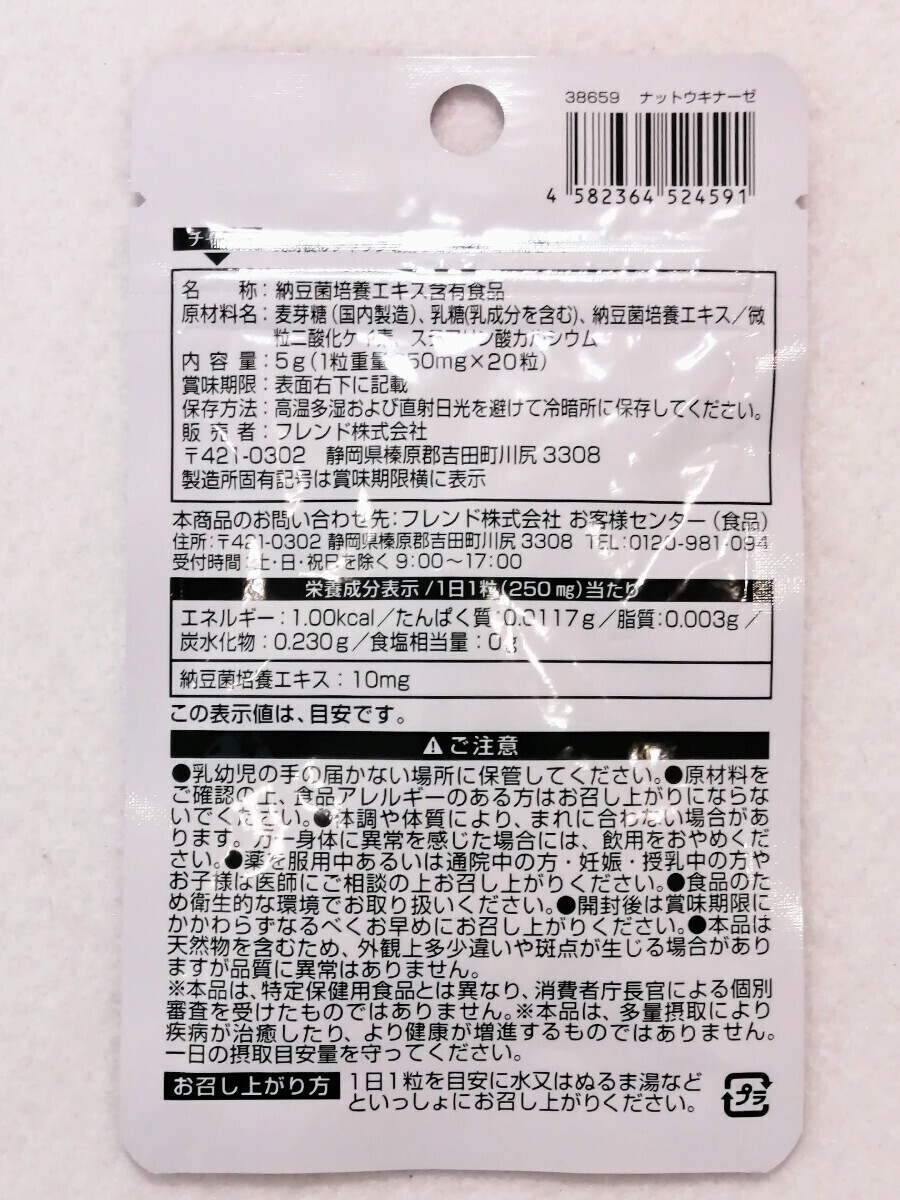 38659 ナットウキナーゼ
4 582364 524591
名 称：納豆菌培養エキス含有食品
原材料名：麦芽糖(国内製造)、乳糖(乳成分を含む)、納豆菌培養エキス／微
粒二酸化ケイ素、ステアリン酸カルシウム
内容量：5g(1粒重量250mg×20粒)
賞味期限：表面右下に記載
保存方法：高温多湿および直射日光を避けて冷暗所に保存してください。
販売者：フレンド株式会社
〒421-0302 静岡県榛原郡吉田町川尻3308
製造所固有記号は賞味期限横に表示
本商品のお問い合わせ先：フレンド株式会社 お客様センター(食品)
住所：〒421-0302 静岡県榛原郡吉田町川尻3308 TEL:0120-981-094
受付時間：土・日・祝日を除く 9:00〜17:00
栄養成分表示／1日1粒(250㎎)当たり
エネルギー：1.00kcal／たんぱく質：0.0117g／脂質：0.003g／
炭水化物：0.230g／食塩相当量：0g
納豆菌培養エキス：10mg
この表示値は、目安です。
⚠ご注意
●乳幼児の手の届かない場所に保管してください。●原材料を
ご確認の上、食品アレルギーのある方はお召し上がりにならな
いでください。●体調や体質により、まれに合わない場合があ
ります。万一身体に異常を感じた場合には、飲用をおやめくだ
さい。●薬を服用中あるいは通院中の方・妊娠・授乳中の方や
お子様は医師にご相談の上お召し上がりください。●食品のた
め衛生的な環境でお取り扱いください。●開封後は賞味期限に
かかわらずなるべくお早めにお召し上がりください。●本品は
天然物を含むため、外観上多少違いや斑点が生じる場合があり
ますが品質に異常はありません。
※本品は、特定保健用食品とは異なり、消費者庁長官による個別
審査を受けたものではありません。※本品は、多量摂取により
疾病が治癒したり、より健康が増進するものではありません。
一日の摂取目安量を守ってください。
お召し上がり方 1日1粒を目安に水又はぬるま湯など
といっしょにお召し上がりください。
プラ